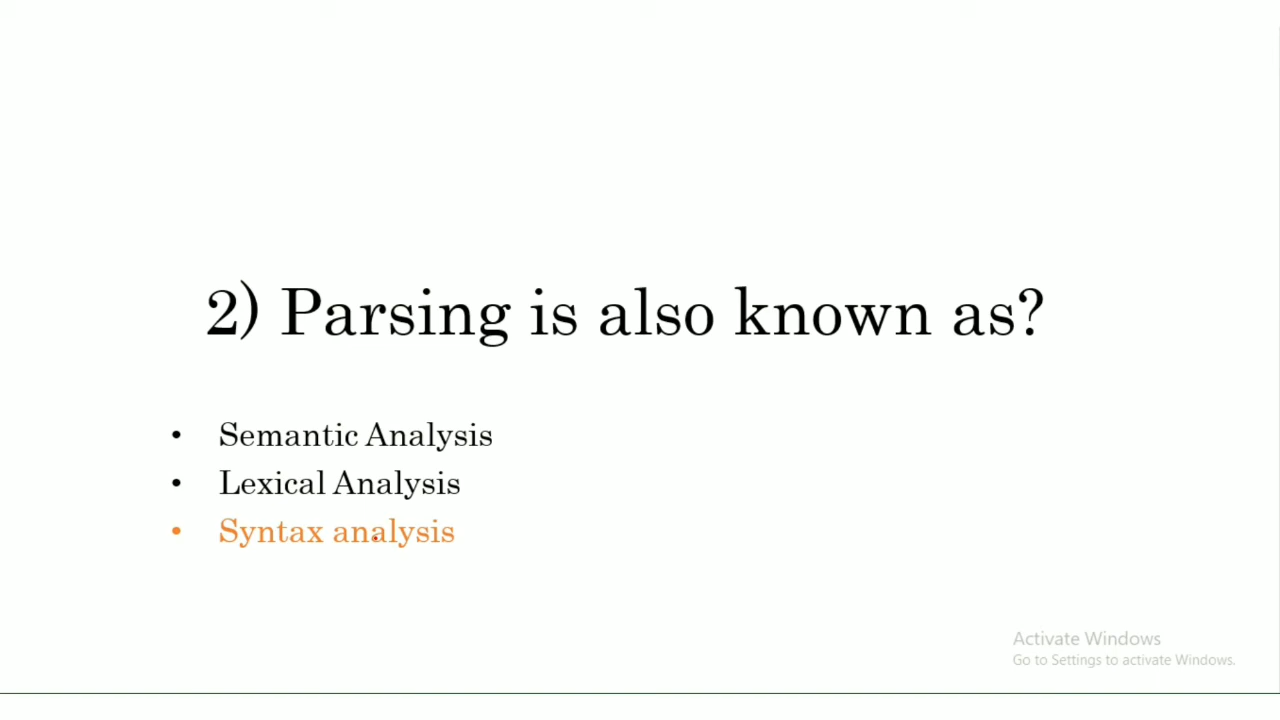 2) Parsing is also known as?
• Semantic Analysis
• Lexical Analysis
• Syntax analysis
Activate Windows
Go to Settings to activate Windows.